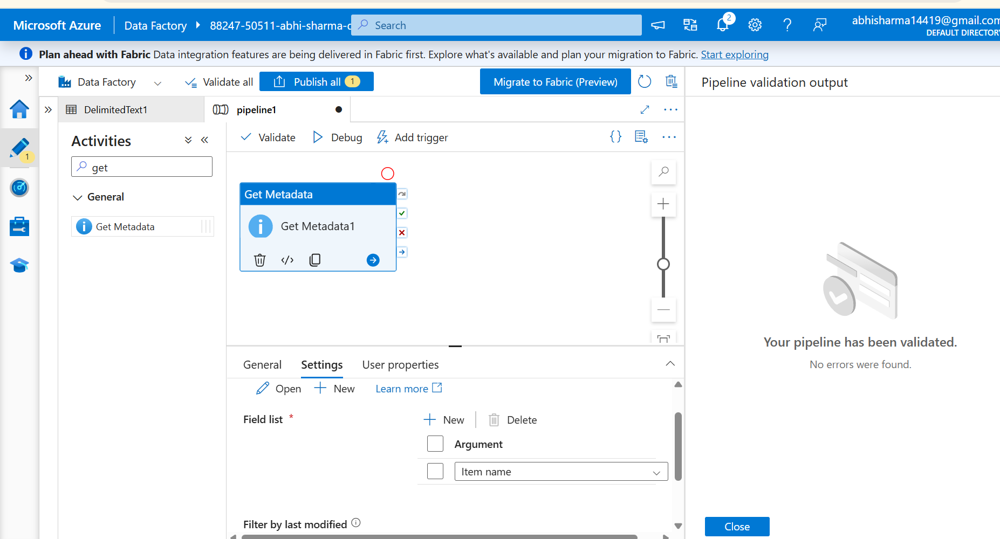 Microsoft Azure
Data Factory
88247-50511-abhi-sharma-
Search
2
abhisharma14419@gmail.com
DEFAULT DIRECTORY
Plan ahead with Fabric Data integration features are being delivered in Fabric first. Explore what's available and plan your migration to Fabric. Start exploring
Data Factory
Validate all
Publish all 1
Migrate to Fabric (Preview)
Pipeline validation output
DelimitedText1
pipeline1
1
Activities
get
General
Get Metadata
Validate
Debug
Add trigger
Get Metadata
Get Metadata1
General
Settings
User properties
Open
New
Learn more
Field list *
New
Delete
Argument
Item name
Filter by last modified
Your pipeline has been validated.
No errors were found.
Close